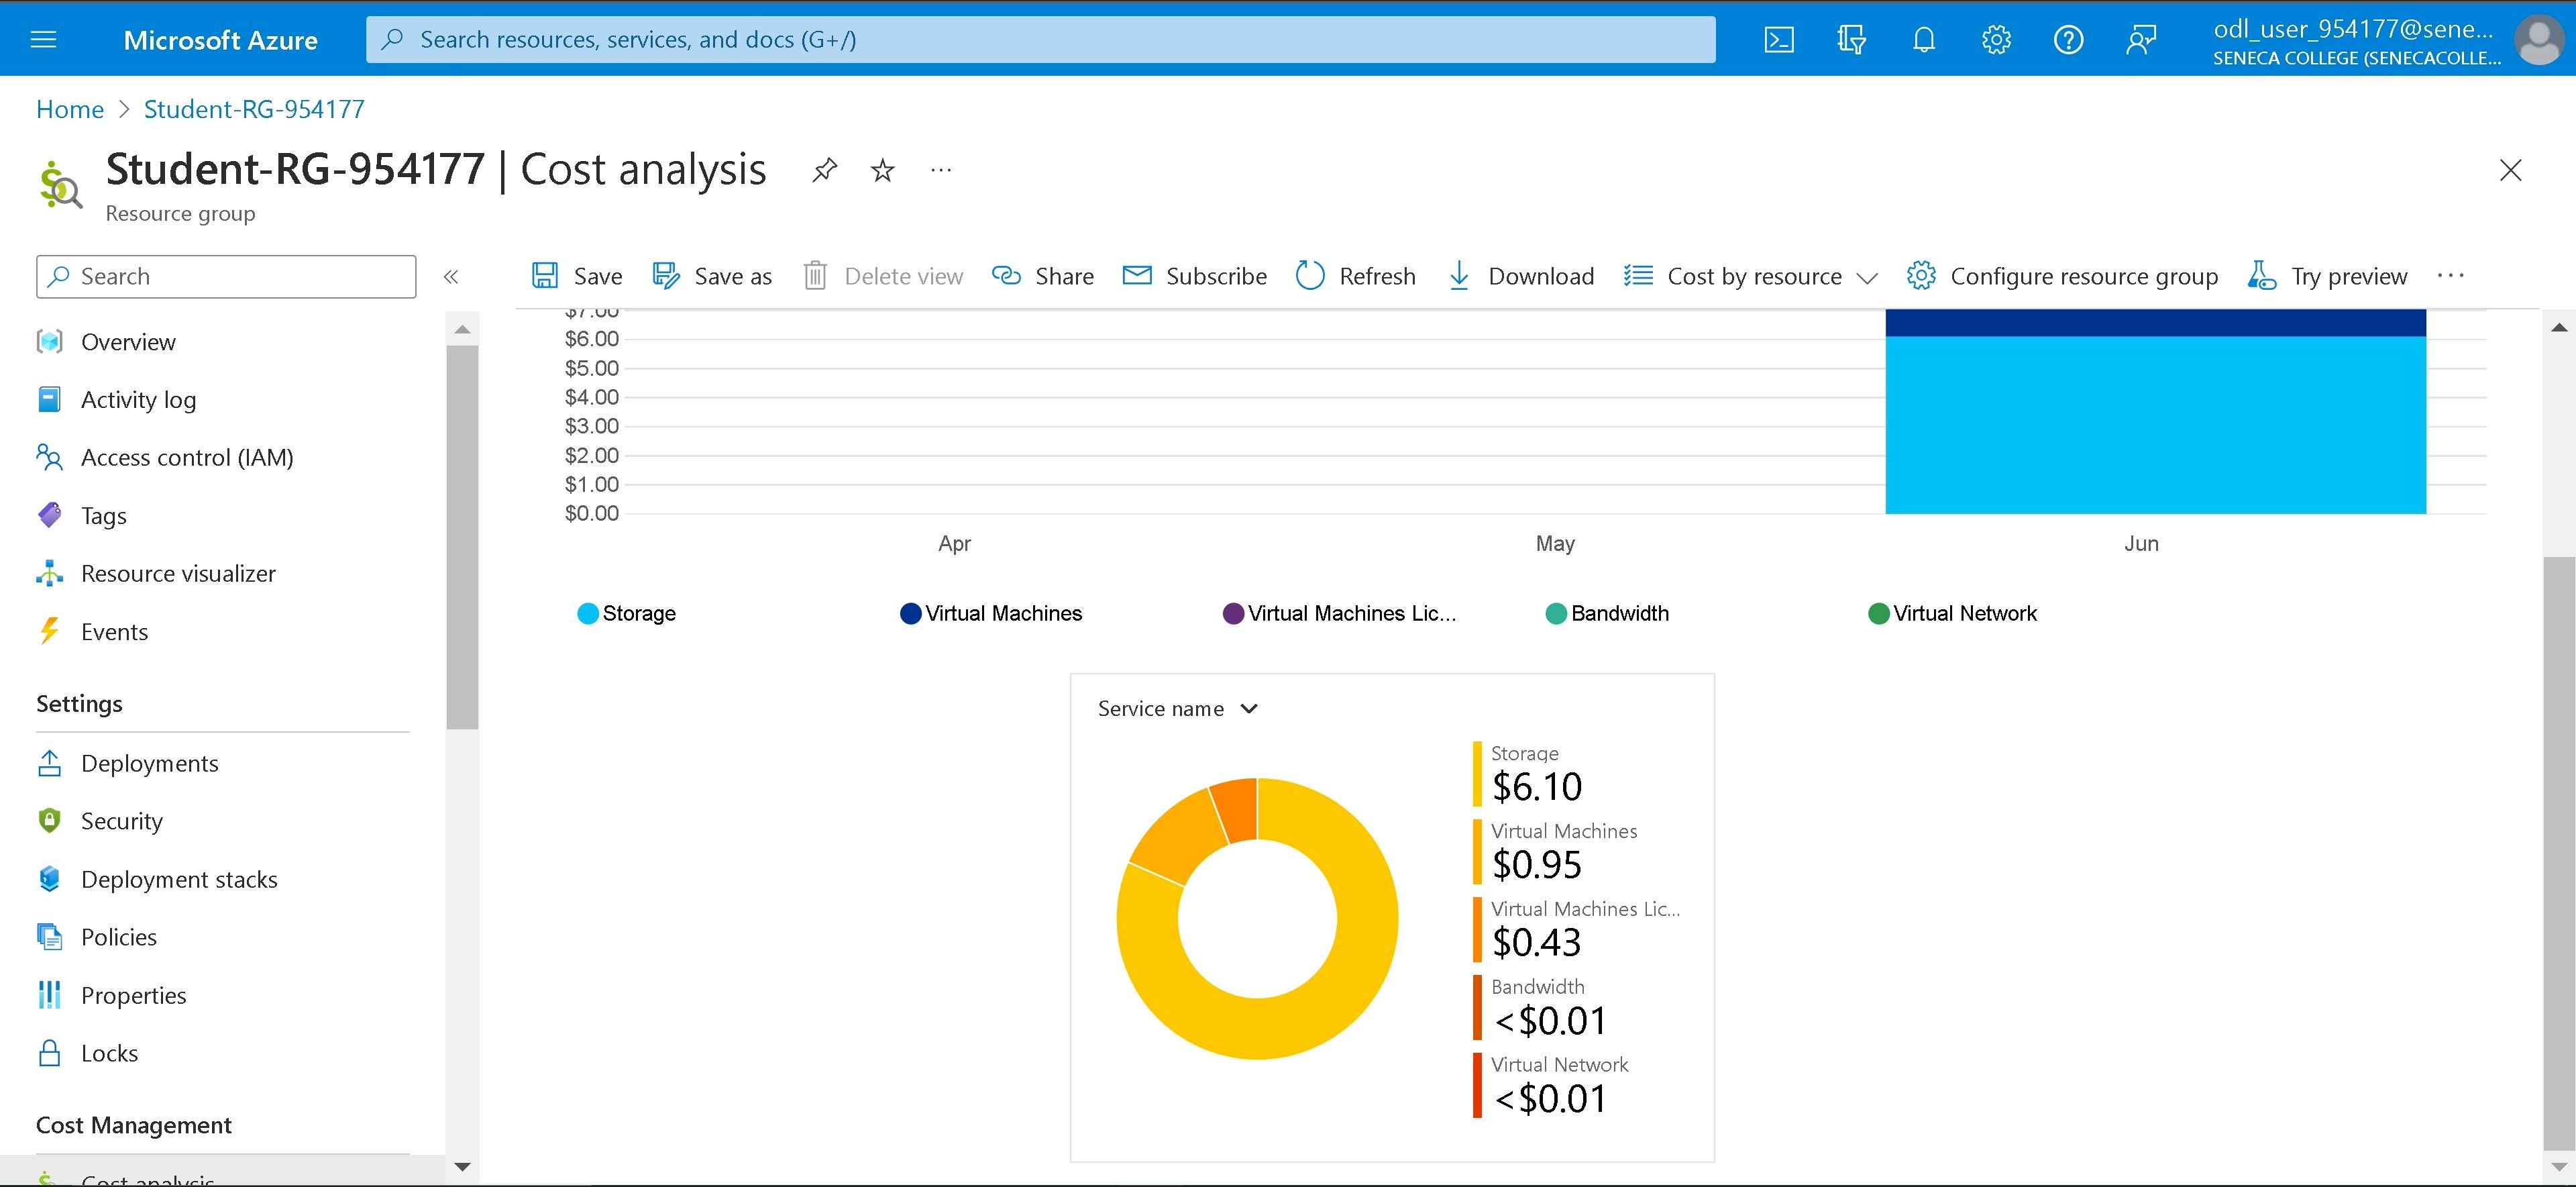 Microsoft Azure
Search resources, services, and docs (G+/)
odl_user_954177@sene...
SENECA COLLEGE (SENECACOLLE...
Home > Student-RG-954177
Student-RG-954177 | Cost analysis
...
Resource group
Search
«
Save
Save as
Delete view
Share
Subscribe
Refresh
Download
Cost by resource
Configure resource group
Try preview
...
Overview
Activity log
Access control (IAM)
Tags
Resource visualizer
Events
Settings
Deployments
Security
Deployment stacks
Policies
Properties
Locks
Cost Management
Cost analysis
$7.00
$6.00
$5.00
$4.00
$3.00
$2.00
$1.00
$0.00
Apr
May
Jun
Storage
Virtual Machines
Virtual Machines Lic...
Bandwidth
Virtual Network
Service name
Storage
$6.10
Virtual Machines
$0.95
Virtual Machines Lic...
$0.43
Bandwidth
<$0.01
Virtual Network
<$0.01